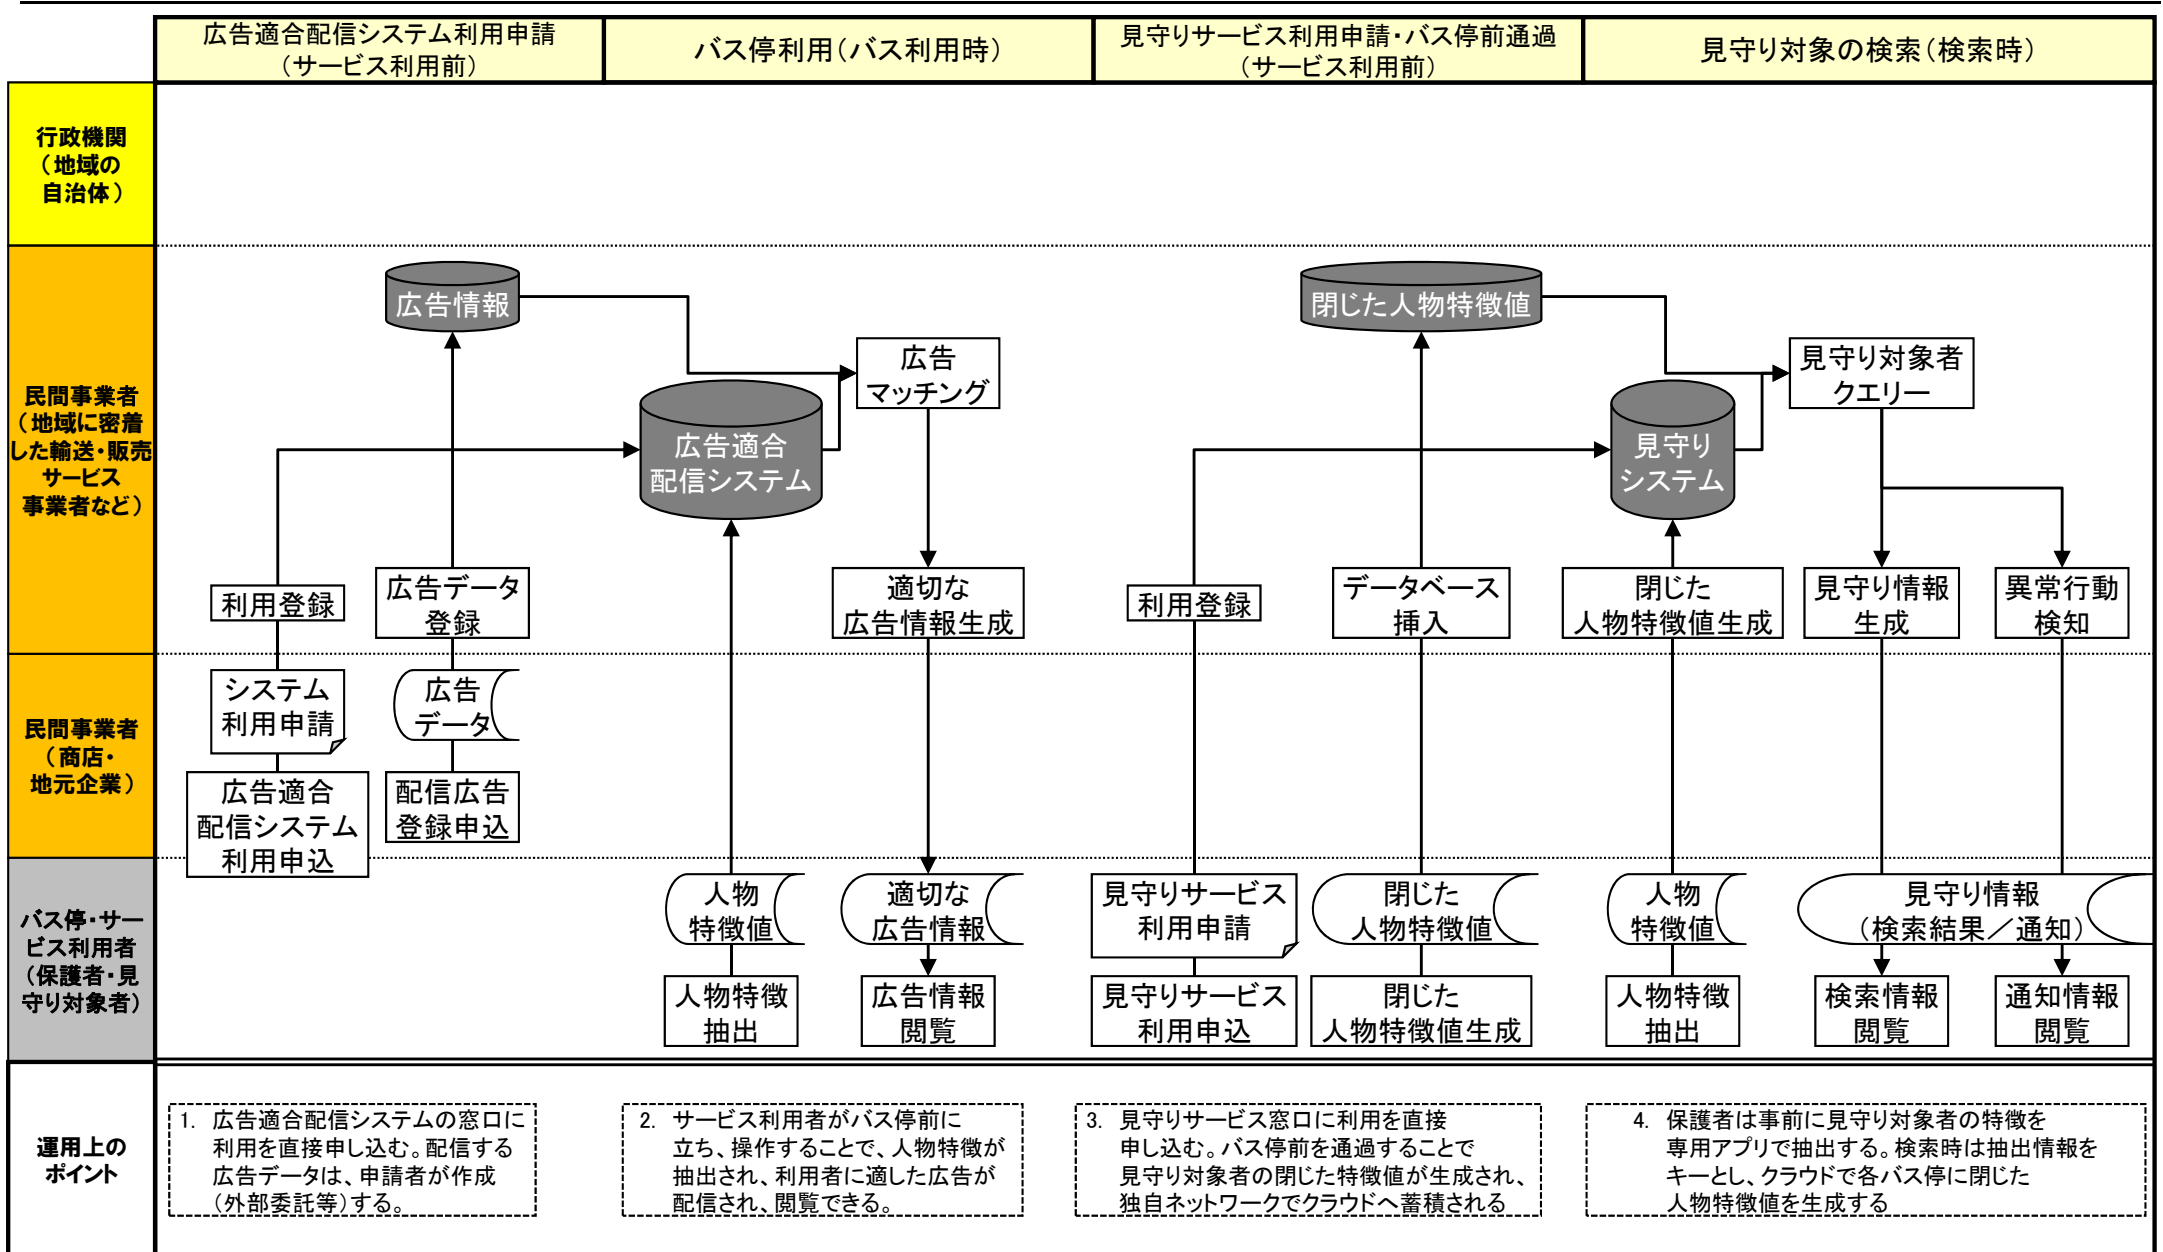 広告適合配信システム利用申請
（サービス利用前）
バス停利用（バス利用時）
見守りサービス利用申請・バス停前通過
（サービス利用前）
見守り対象の検索（検索時）
行政機関
（地域の
自治体）
民間事業者
（地域に密着
した輸送・販売
サービス
事業者など）
広告情報
広告
マッチング
広告適合
配信システム
利用登録
広告データ
登録
適切な
広告情報生成
閉じた人物特徴値
見守り対象者
クエリー
見守り
システム
利用登録
データベース
挿入
閉じた
人物特徴値生成
見守り情報
生成
異常行動
検知
民間事業者
（商店・
地元企業）
システム
利用申請
広告
データ
広告適合
配信システム
利用申込
配信広告
登録申込
バス停・サー
ビス利用者
（保護者・見
守り対象者）
人物
特徴値
適切な
広告情報
見守りサービス
利用申請
閉じた
人物特徴値
人物
特徴値
見守り情報
（検索結果／通知）
人物特徴
抽出
広告情報
閲覧
見守りサービス
利用申込
閉じた
人物特徴値生成
人物特徴
抽出
検索情報
閲覧
通知情報
閲覧
運用上の
ポイント
1. 広告適合配信システムの窓口に
利用を直接申し込む。配信する
広告データは、申請者が作成
（外部委託等）する。
2. サービス利用者がバス停前に
立ち、操作することで、人物特徴が
抽出され、利用者に適した広告が
配信され、閲覧できる。
3. 見守りサービス窓口に利用を直接
申し込む。バス停前を通過することで
見守り対象者の閉じた特徴値が生成され、
独自ネットワークでクラウドへ蓄積される
4. 保護者は事前に見守り対象者の特徴を
専用アプリで抽出する。検索時は抽出情報を
キーとし、クラウドで各バス停に閉じた
人物特徴値を生成する